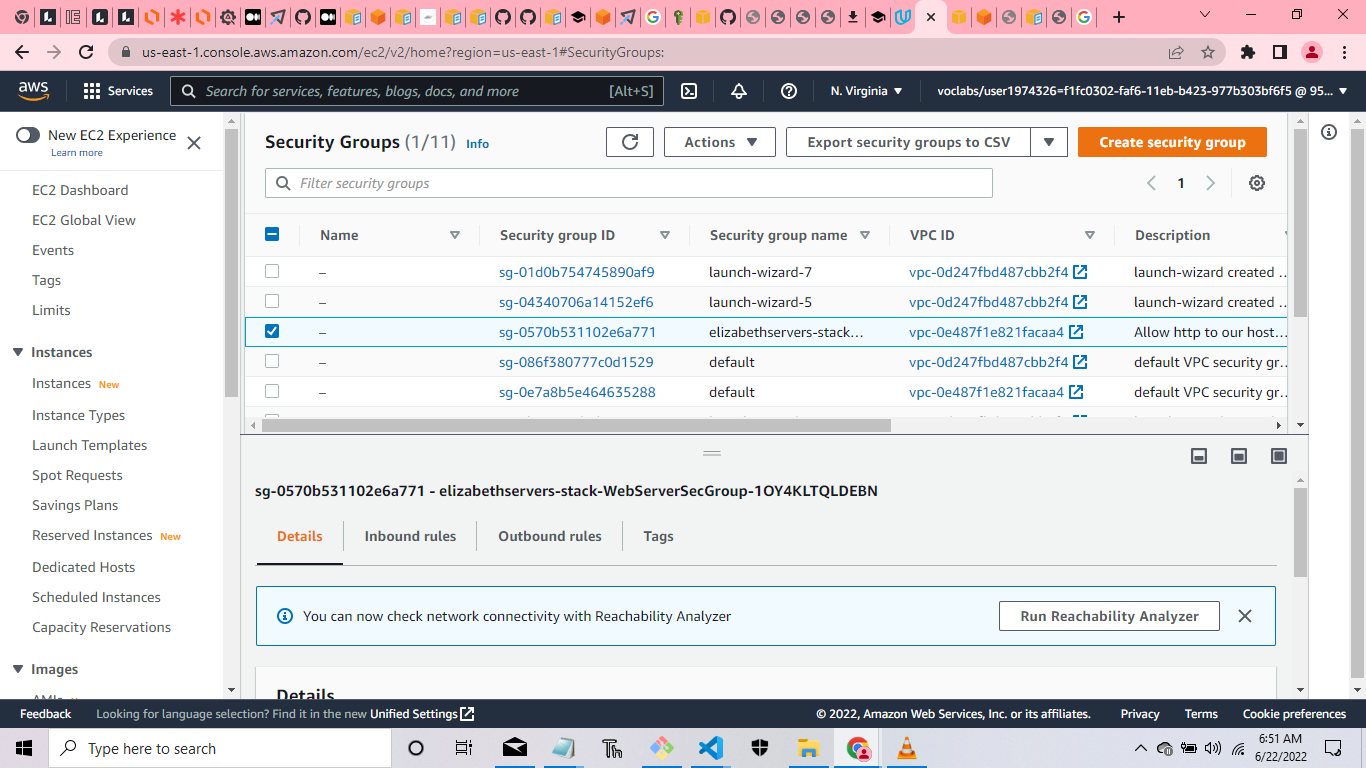 us-east-1.console.aws.amazon.com/ec2/v2/home?region=us-east-1#SecurityGroups:
aws
Services
Search for services, features, blogs, docs, and more
[Alt+S]
N. Virginia
voclabs/user1974326=f1fc0302-faf6-11eb-b423-977b303bf6f5 @ 95...
New EC2 Experience
Learn more
EC2 Dashboard
EC2 Global View
Events
Tags
Limits
Instances
Instances New
Instance Types
Launch Templates
Spot Requests
Savings Plans
Reserved Instances New
Dedicated Hosts
Scheduled Instances
Capacity Reservations
Images
Security Groups (1/11) Info
Actions
Export security groups to CSV
Create security group
Filter security groups
1
Name Security group ID Security group name VPC ID Description
– sg-01d0b754745890af9 launch-wizard-7 vpc-0d247fbd487cbb2f4 launch-wizard created ...
– sg-04340706a14152ef6 launch-wizard-5 vpc-0d247fbd487cbb2f4 launch-wizard created ...
– sg-0570b531102e6a771 elizabethservers-stack... vpc-0e487f1e821facaa4 Allow http to our host...
– sg-086f380777c0d1529 default vpc-0d247fbd487cbb2f4 default VPC security gr...
– sg-0e7a8b5e464635288 default vpc-0e487f1e821facaa4 default VPC security gr...
sg-0570b531102e6a771 - elizabethservers-stack-WebServerSecGroup-1OY4KLTQLDEBN
Details Inbound rules Outbound rules Tags
You can now check network connectivity with Reachability Analyzer
Run Reachability Analyzer
Details
Feedback
Looking for language selection? Find it in the new Unified Settings
© 2022, Amazon Web Services, Inc. or its affiliates.
Privacy
Terms
Cookie preferences
Type here to search
6:51 AM
6/22/2022